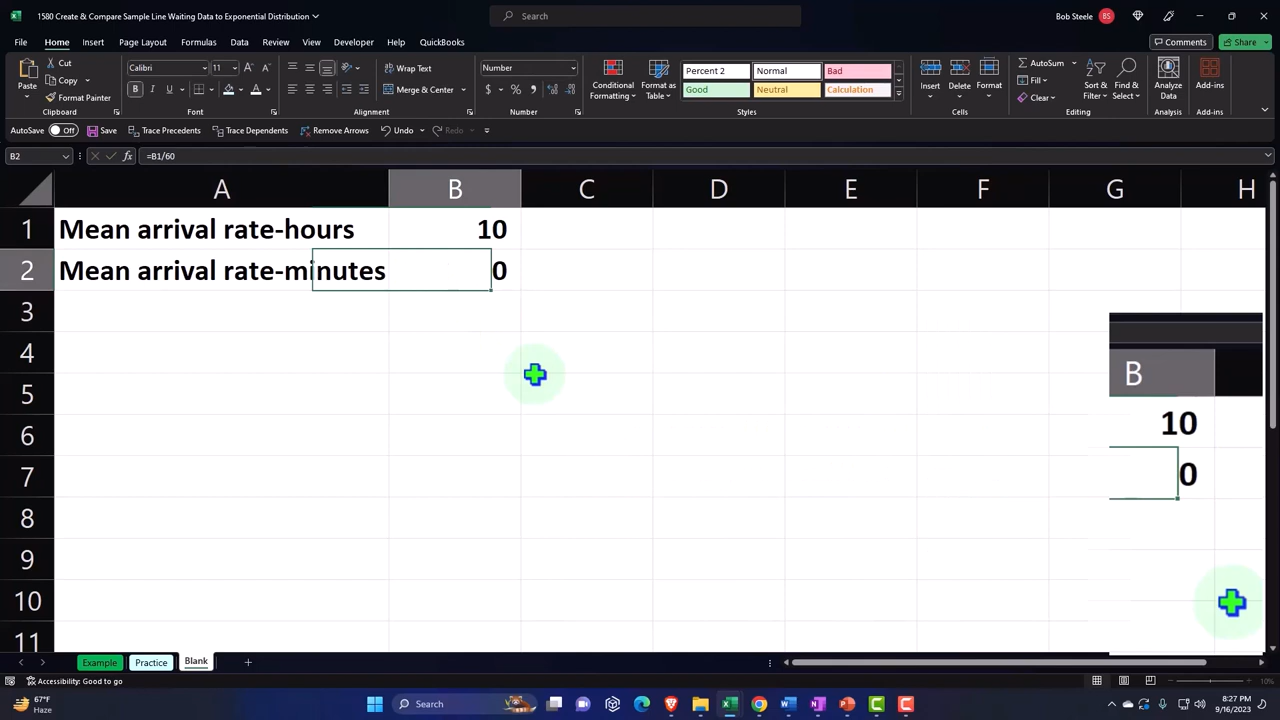 1580 Create & Compare Sample Line Waiting Data to Exponential Distribution
Search
Bob Steele BS
File Home Insert Page Layout Formulas Data Review View Developer Help QuickBooks Comments Share
Paste Cut Copy Format Painter Clipboard
Calibri 11 A A B I U A Font
Wrap Text Merge & Center Alignment
Number $ % Number
Conditional Formatting Format as Table
Percent 2 Normal Bad
Good Neutral Calculation
Styles
Insert Delete Format Cells
AutoSum Fill Clear Sort & Filter Find & Select Editing
Analyze Data Analysis
Add-ins Add-ins
AutoSave Off Save Trace Precedents Trace Dependents Remove Arrows Undo Redo
B2 fx =B1/60
A B C D E F G H
1 Mean arrival rate-hours 10
2 Mean arrival rate-minutes 0
3
4
B
5
10
6
7
0
8
9
10
11
Example Practice Blank
Accessibility: Good to go 10%
67°F
Haze
Search
8:27 PM
9/16/2023